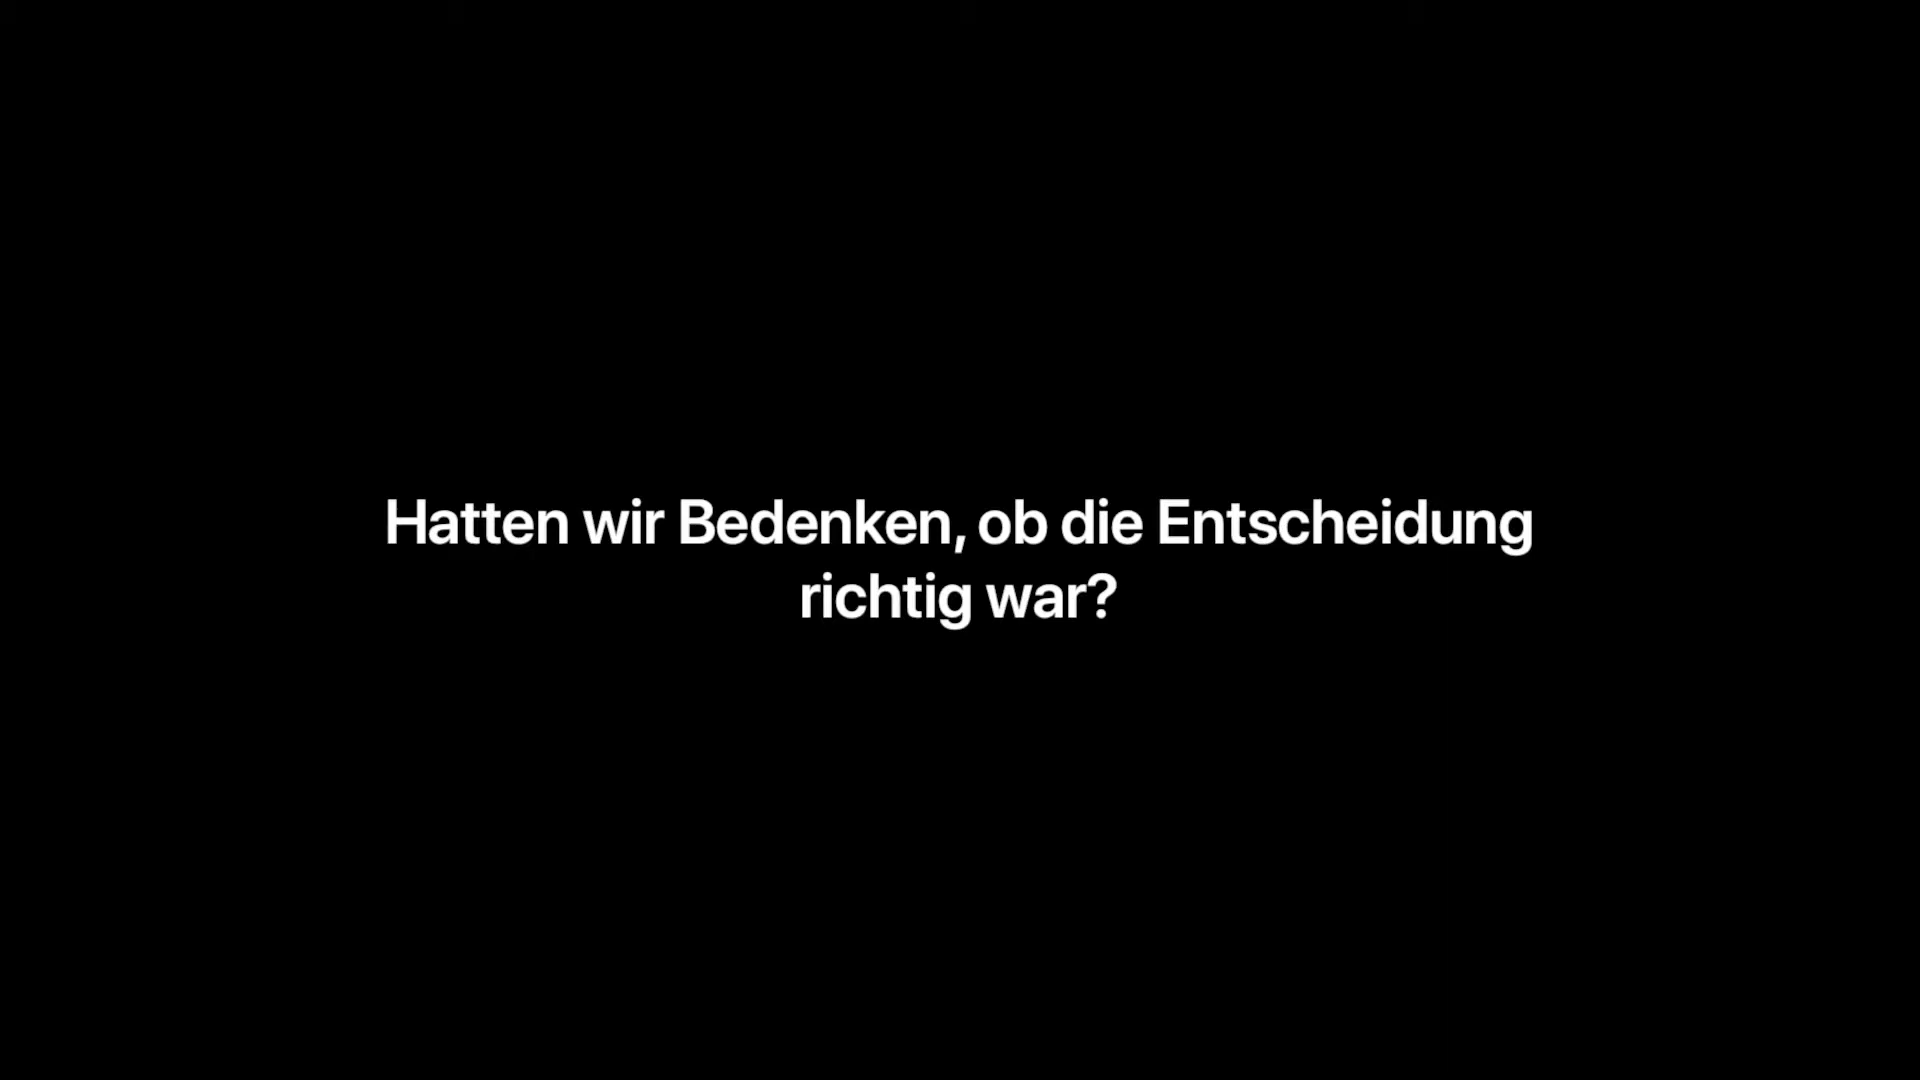 Hatten wir Bedenken, ob die Entscheidung
richtig war?